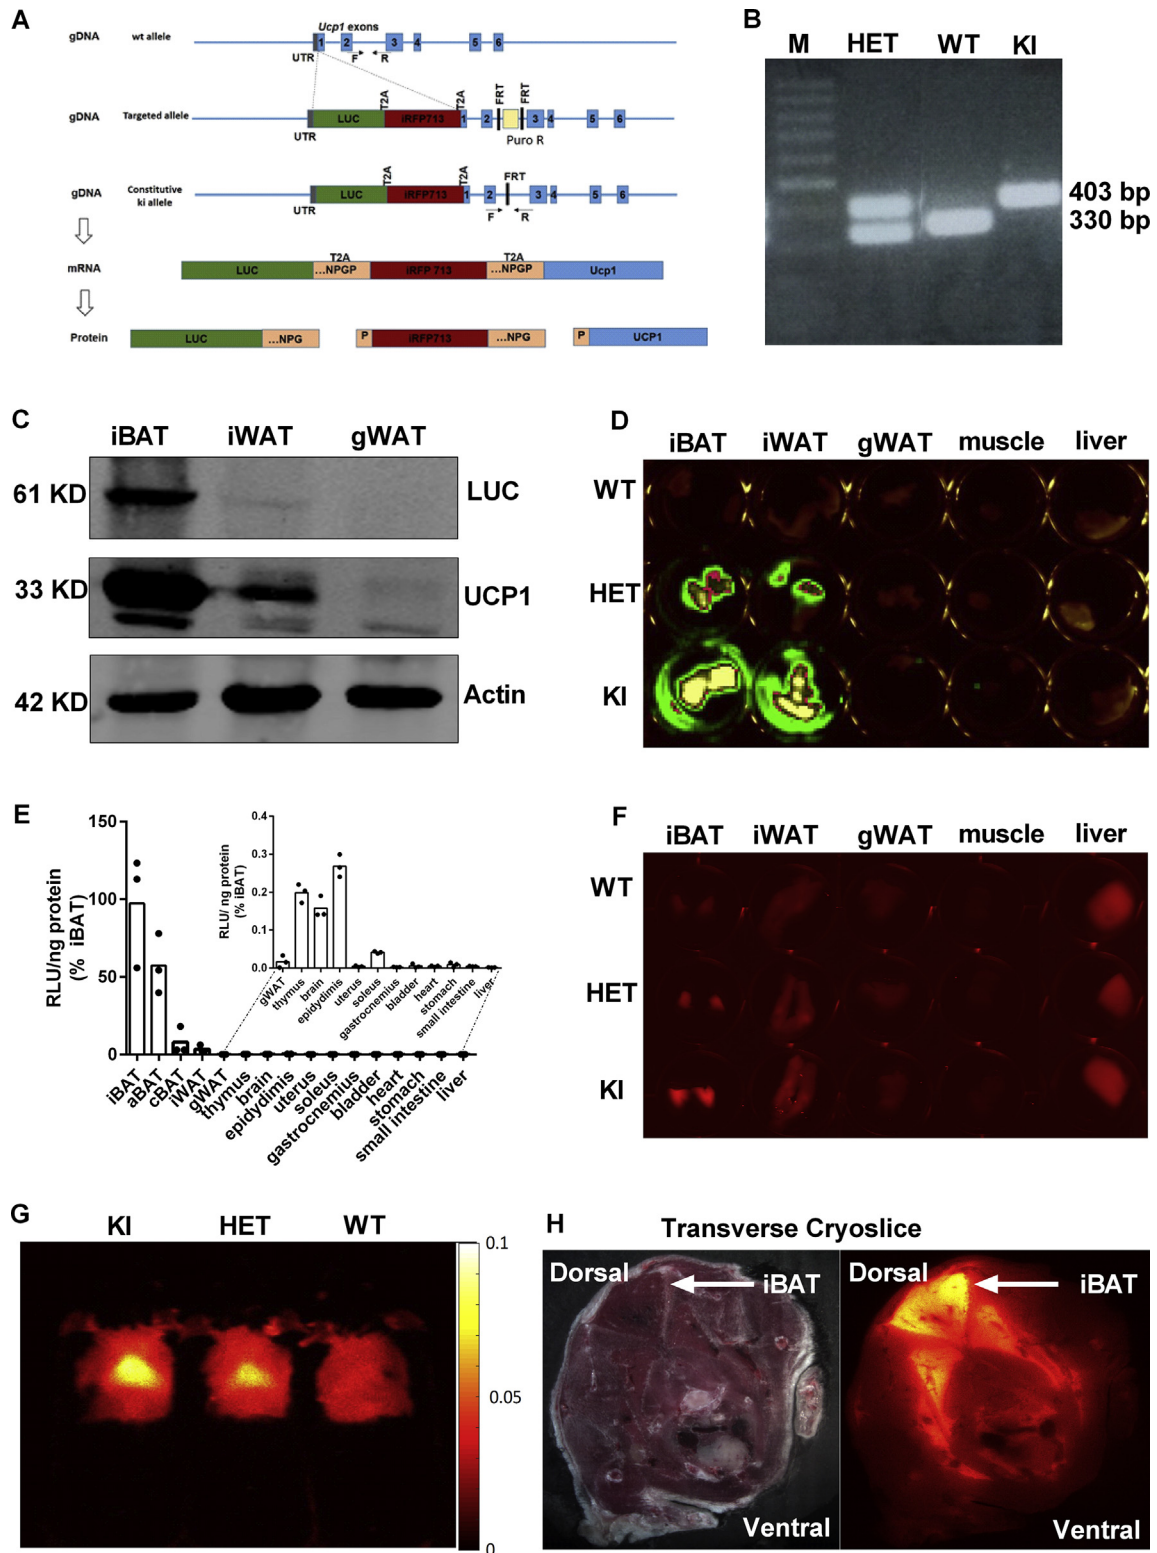 A
Ucp1 exons
gDNA
wt allele
1 2 3 4 5 6
UTR
F R
T2A T2A FRT FRT
gDNA
Targeted allele
LUC iRFP713 1 2 3 4 5 6
UTR
Puro R
T2A T2A FRT
gDNA
Constitutive
ki allele
LUC iRFP713 1 2 3 4 5 6
UTR
F R
T2A T2A
mRNA
LUC ...NPGP iRFP 713 ...NPGP Ucp1
Protein
LUC ...NPG P iRFP713 ...NPG P UCP1
B
M HET WT KI
403 bp
330 bp
C
iBAT iWAT gWAT
61 KD LUC
33 KD UCP1
42 KD Actin
D
iBAT iWAT gWAT muscle liver
WT
HET
KI
E
RLU/ng protein
(% iBAT)
150
100
50
0
iBAT
aBAT
cBAT
iWAT
gWAT
thymus
brain
epidydimis
uterus
soleus
gastrocnemius
bladder
heart
stomach
small intestine
liver
RLU/ ng protein
(% iBAT)
0.4
0.3
0.2
0.1
0.0
gWAT
thymus
brain
epidydimis
uterus
soleus
gastrocnemius
bladder
heart
stomach
small intestine
liver
F
iBAT iWAT gWAT muscle liver
WT
HET
KI
G
KI HET WT
0.1
0.05
0
H
Transverse Cryoslice
Dorsal
iBAT
Ventral
Dorsal
iBAT
Ventral